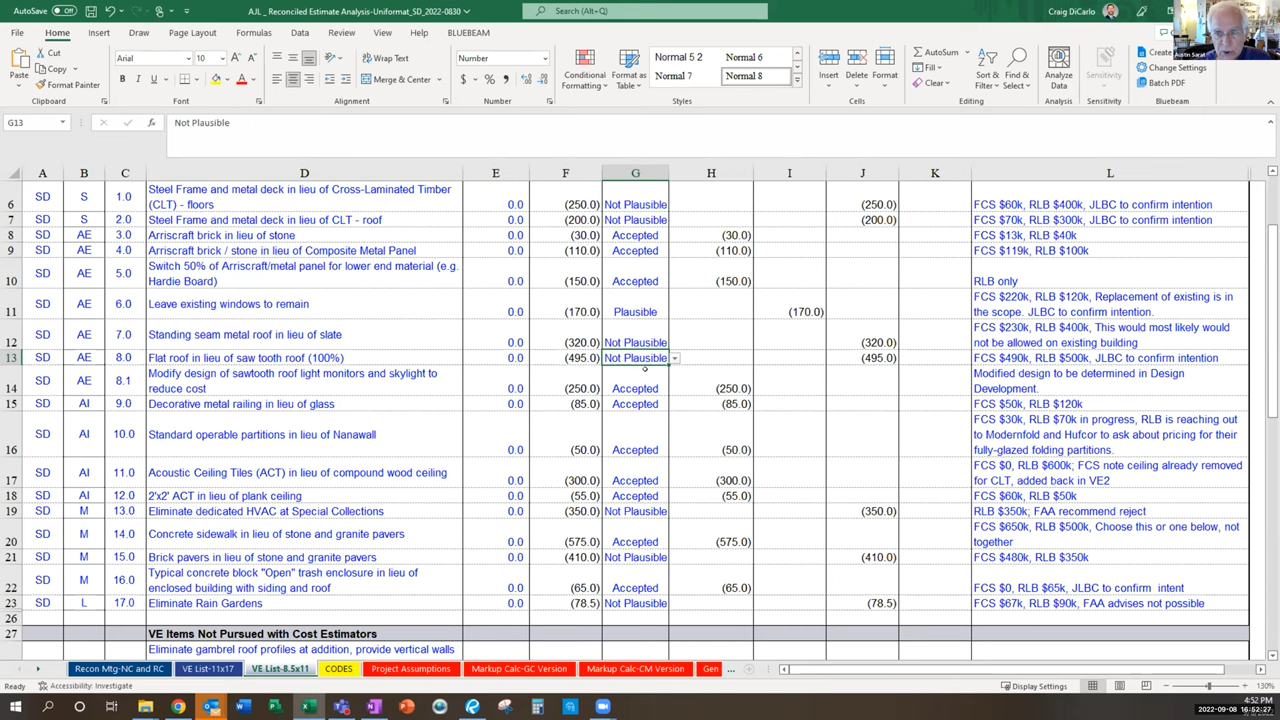 AutoSave Off AJL _ Reconciled Estimate Analysis-Uniformat_SD_2022-0830 Search (Alt+Q) Craig DiCarlo
File Home Insert Draw Page Layout Formulas Data Review View Help BLUEBEAM
Austin Sarat
Paste Cut Copy Format Painter Arial 10 Wrap Text Merge & Center Number Conditional Formatting Format as Table Normal 5 2 Normal 6 Normal 7 Normal 8 Insert Delete Format AutoSum Fill Clear Sort & Filter Find & Select Analyze Data Sensitivity Change Settings Batch PDF
Clipboard Font Alignment Number Styles Cells Editing Analysis Sensitivity Bluebeam
G13 fx Not Plausible
A B C D E F G H I J K L
6 SD S 1.0 Steel Frame and metal deck in lieu of Cross-Laminated Timber
(CLT) - floors 0.0 (250.0) Not Plausible (250.0) FCS $60k, RLB $400k, JLBC to confirm intention
7 SD S 2.0 Steel Frame and metal deck in lieu of CLT - roof 0.0 (200.0) Not Plausible (200.0) FCS $70k, RLB $300k, JLBC to confirm intention
8 SD AE 3.0 Arriscraft brick in lieu of stone 0.0 (30.0) Accepted (30.0) FCS $13k, RLB $40k
9 SD AE 4.0 Arriscraft brick / stone in lieu of Composite Metal Panel 0.0 (110.0) Accepted (110.0) FCS $119k, RLB $100k
10 SD AE 5.0 Switch 50% of Arriscraft/metal panel for lower end material (e.g.
Hardie Board) 0.0 (150.0) Accepted (150.0) RLB only
11 SD AE 6.0 Leave existing windows to remain 0.0 (170.0) Plausible (170.0) FCS $220k, RLB $120k, Replacement of existing is in
the scope. JLBC to confirm intention.
12 SD AE 7.0 Standing seam metal roof in lieu of slate 0.0 (320.0) Not Plausible (320.0) FCS $230k, RLB $400k, This would most likely would
not be allowed on existing building
13 SD AE 8.0 Flat roof in lieu of saw tooth roof (100%) 0.0 (495.0) Not Plausible (495.0) FCS $490k, RLB $500k, JLBC to confirm intention
14 SD AE 8.1 Modify design of sawtooth roof light monitors and skylight to
reduce cost 0.0 (250.0) Accepted (250.0) Modified design to be determined in Design
Development.
15 SD AI 9.0 Decorative metal railing in lieu of glass 0.0 (85.0) Accepted (85.0) FCS $50k, RLB $120k
16 SD AI 10.0 Standard operable partitions in lieu of Nanawall 0.0 (50.0) Accepted (50.0) FCS $30k, RLB $70k in progress, RLB is reaching out
to Modernfold and Hufcor to ask about pricing for their
fully-glazed folding partitions.
17 SD AI 11.0 Acoustic Ceiling Tiles (ACT) in lieu of compound wood ceiling 0.0 (300.0) Accepted (300.0) FCS $0, RLB $600k; FCS note ceiling already removed
for CLT, added back in VE2
18 SD AI 12.0 2'x2' ACT in lieu of plank ceiling 0.0 (55.0) Accepted (55.0) FCS $60k, RLB $50k
19 SD M 13.0 Eliminate dedicated HVAC at Special Collections 0.0 (350.0) Not Plausible (350.0) RLB $350k; FAA recommend reject
20 SD M 14.0 Concrete sidewalk in lieu of stone and granite pavers 0.0 (575.0) Accepted (575.0) FCS $650k, RLB $500k, Choose this or one below, not
together
21 SD M 15.0 Brick pavers in lieu of stone and granite pavers 0.0 (410.0) Not Plausible (410.0) FCS $480k, RLB $350k
22 SD M 16.0 Typical concrete block "Open" trash enclosure in lieu of
enclosed building with siding and roof 0.0 (65.0) Accepted (65.0) FCS $0, RLB $65k, JLBC to confirm intent
23 SD L 17.0 Eliminate Rain Gardens 0.0 (78.5) Not Plausible (78.5) FCS $67k, RLB $90k, FAA advises not possible
26
27 VE Items Not Pursued with Cost Estimators
Eliminate gambrel roof profiles at addition, provide vertical walls
Recon Mtg-NC and RC VE List-11x17 VE List-8.5x11 CODES Project Assumptions Markup Calc-GC Version Markup Calc-CM Version Gen ...
Ready Accessibility: Investigate Display Settings 130%
4:52 PM
2022-09-08 16:52:27